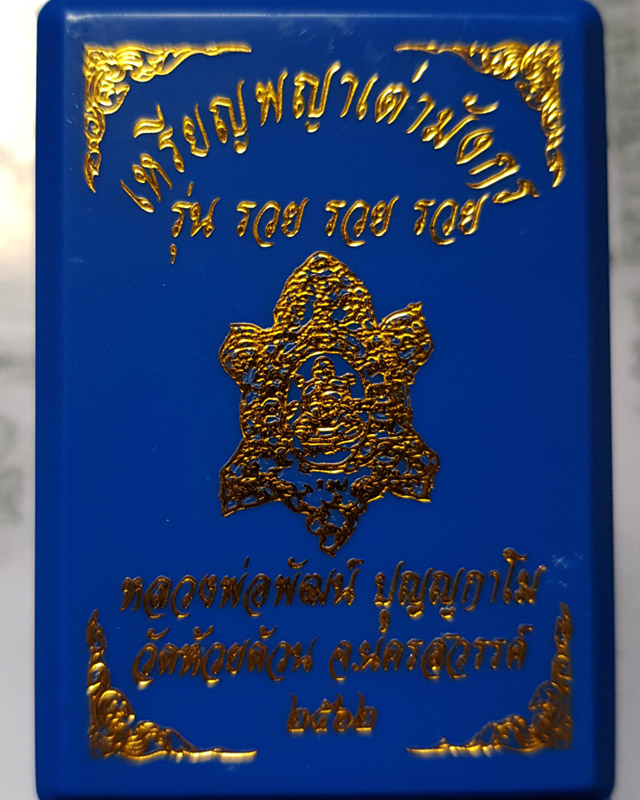 เหรียญพญาเต่ามังกร
รุ่น รวย รวย รวย
หลวงพ่อพัฒน์ ปุญญกาโม
วัดห้วยด้วน จ.นครสวรรค์
๒๕๖๒